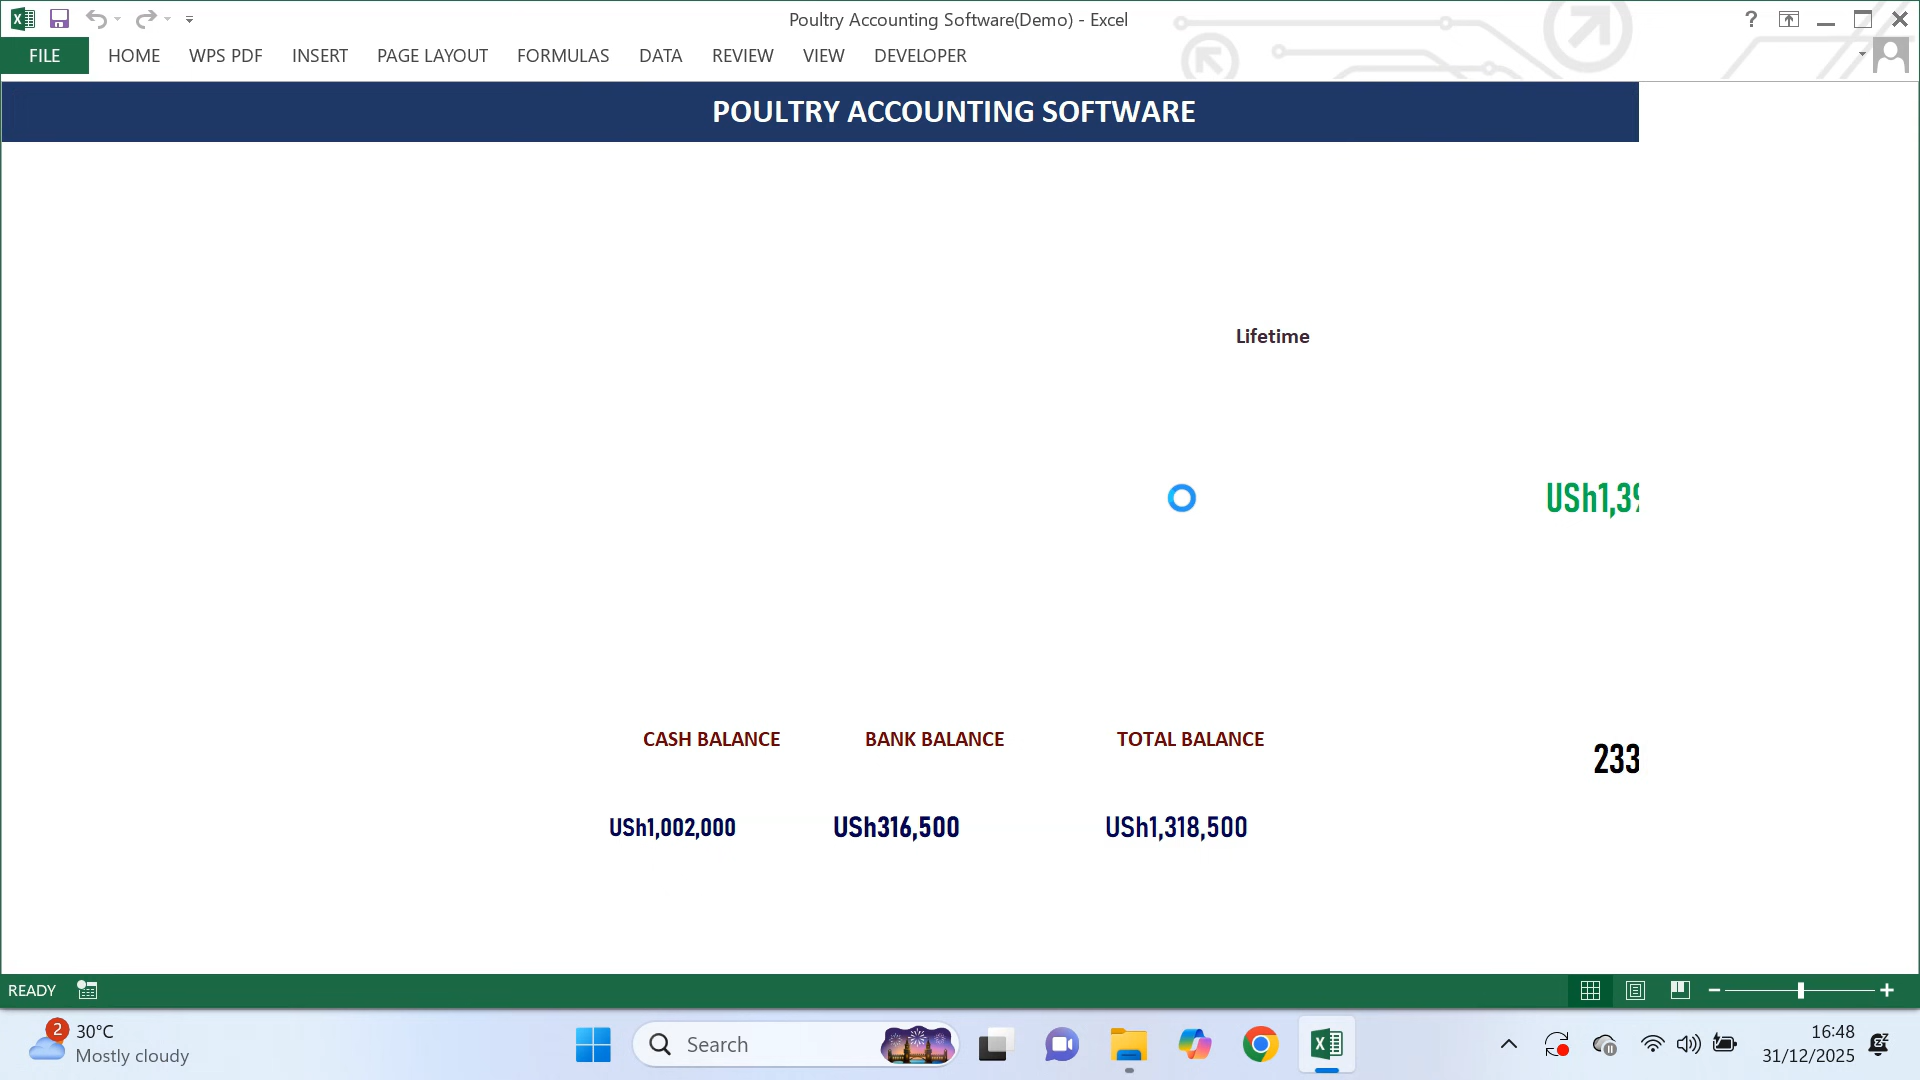 Poultry Accounting Software(Demo) - Excel
?
FILE HOME WPS PDF INSERT PAGE LAYOUT FORMULAS DATA REVIEW VIEW DEVELOPER
POULTRY ACCOUNTING SOFTWARE
Lifetime
USh1,39
CASH BALANCE BANK BALANCE TOTAL BALANCE
233
USh1,002,000 USh316,500 USh1,318,500
READY
2
30°C
Mostly cloudy
Search
16:48
31/12/2025